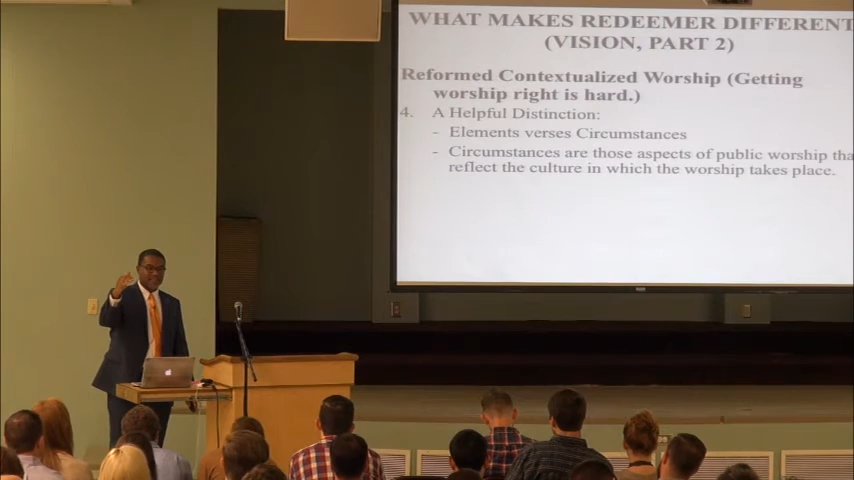 WHAT MAKES REDEEMER DIFFERENT
(VISION, PART 2)
Reformed Contextualized Worship (Getting
worship right is hard.)
4. A Helpful Distinction:
- Elements verses Circumstances
- Circumstances are those aspects of public worship tha
reflect the culture in which the worship takes place.